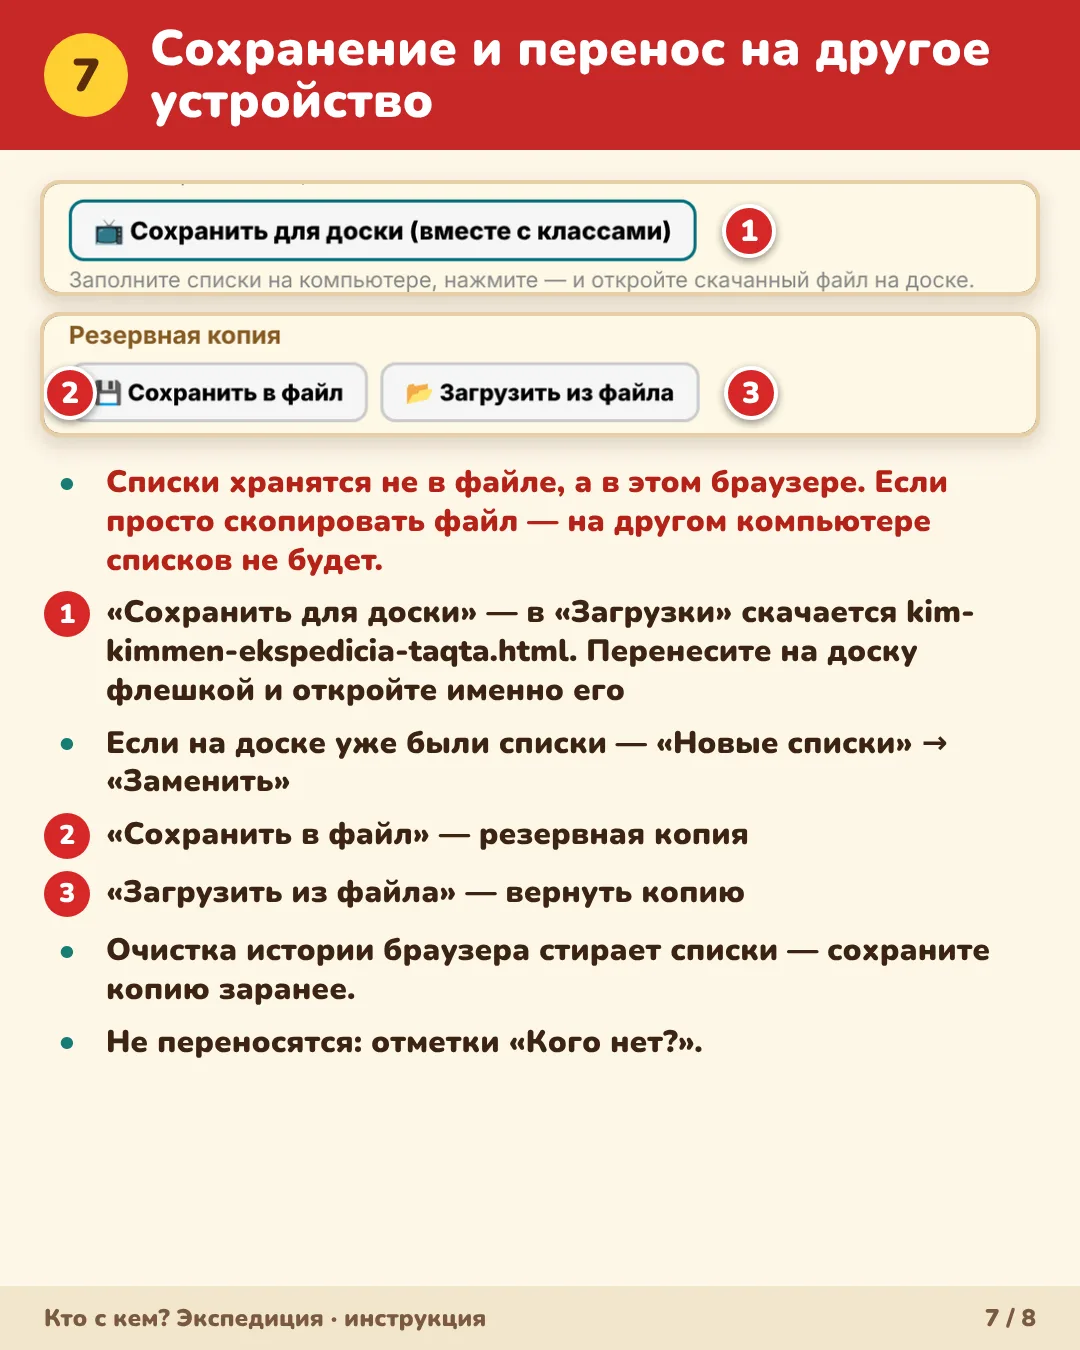 7
Сохранение и перенос на другое
устройство
📺 Сохранить для доски (вместе с классами)
1
Заполните списки на компьютере, нажмите — и откройте скачанный файл на доске.
Резервная копия
2
💾 Сохранить в файл
📂 Загрузить из файла
3
• Списки хранятся не в файле, а в этом браузере. Если
просто скопировать файл — на другом компьютере
списков не будет.
1 «Сохранить для доски» — в «Загрузки» скачается kim-
kimmen-ekspedicia-taqta.html. Перенесите на доску
флешкой и откройте именно его
• Если на доске уже были списки — «Новые списки» →
«Заменить»
2 «Сохранить в файл» — резервная копия
3 «Загрузить из файла» — вернуть копию
• Очистка истории браузера стирает списки — сохраните
копию заранее.
• Не переносятся: отметки «Кого нет?».
Кто с кем? Экспедиция · инструкция
7 / 8